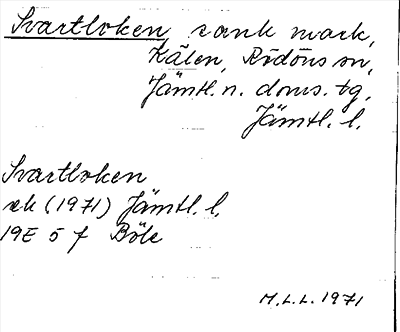 Svartloken sank mark,
Kälen, Rödöns sn,
Jämtl. n. doms. tg,
Jämtl. l.
Svartloken
ek (1971) Jämtl. l.
19E 5 f Böle
M.L.L. 1971